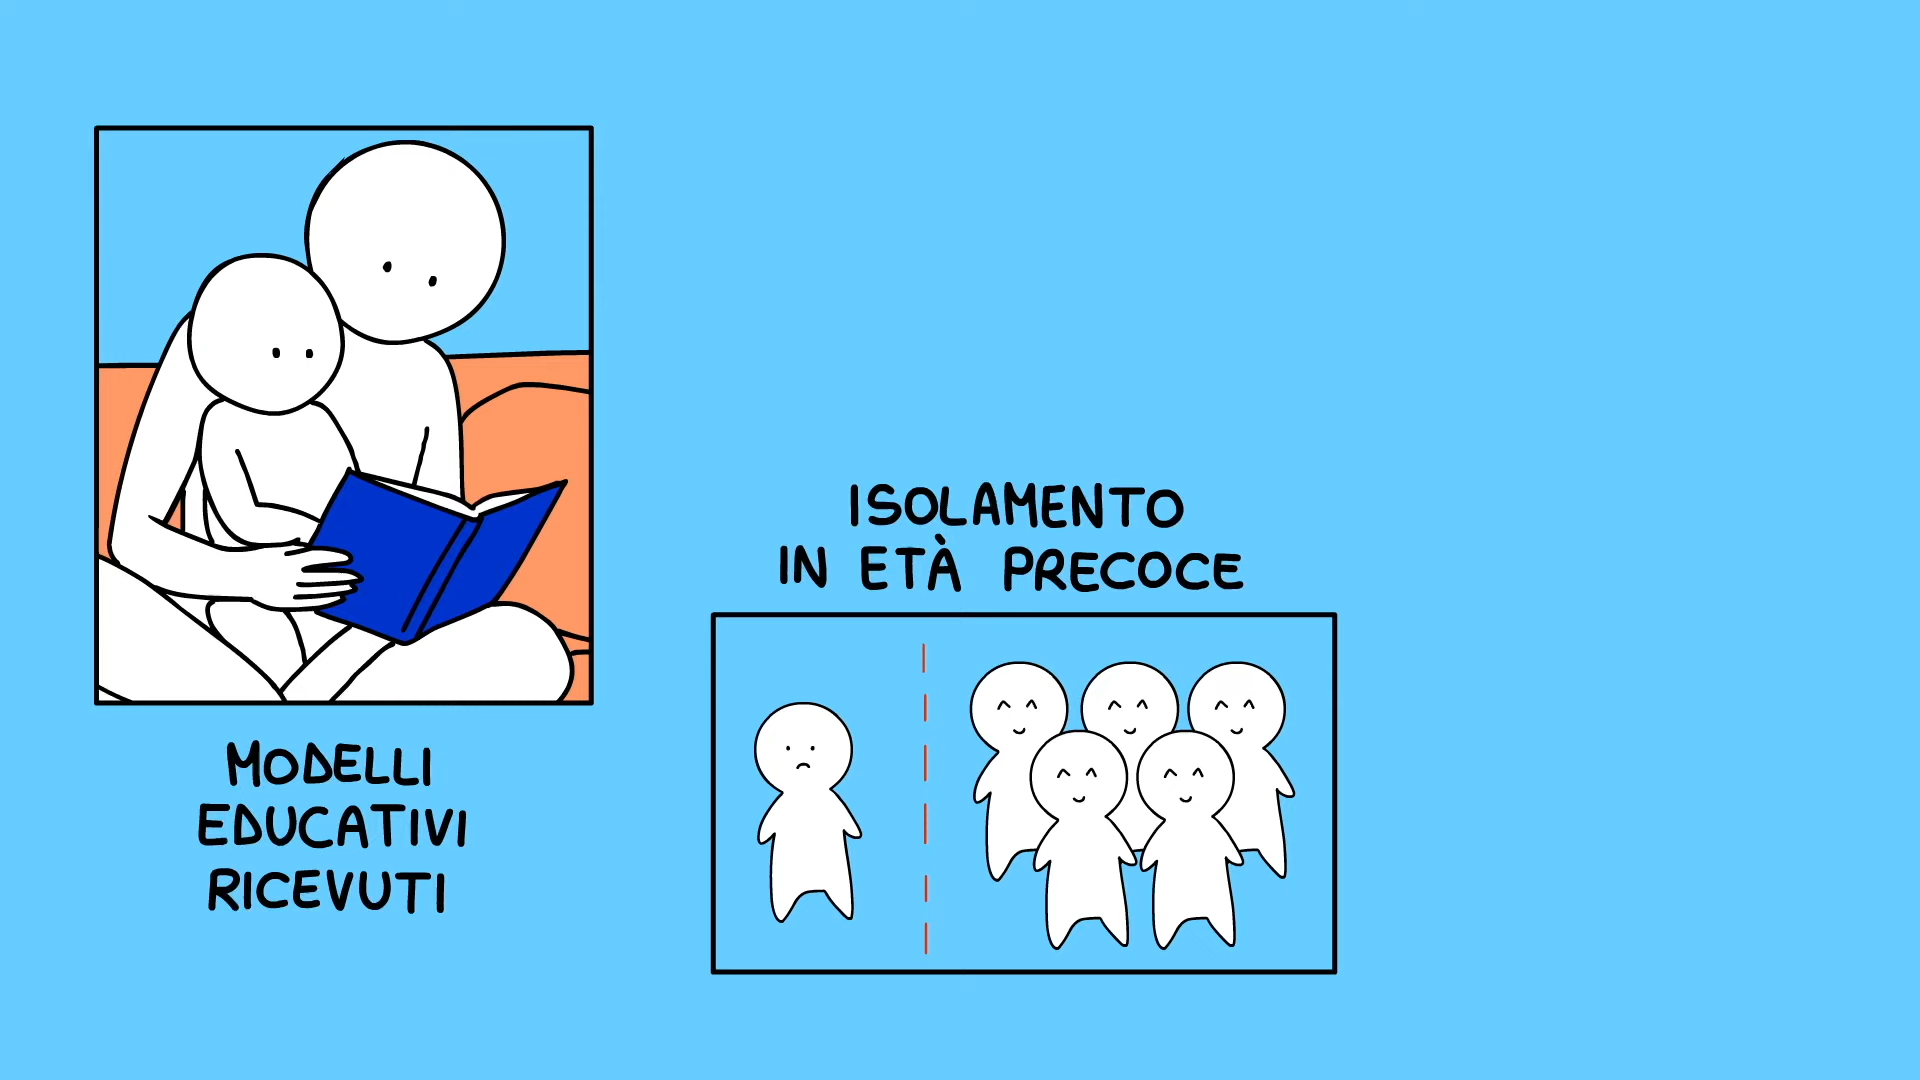 MODELLI
EDUCATIVI
RICEVUTI
ISOLAMENTO
IN ETÀ PRECOCE